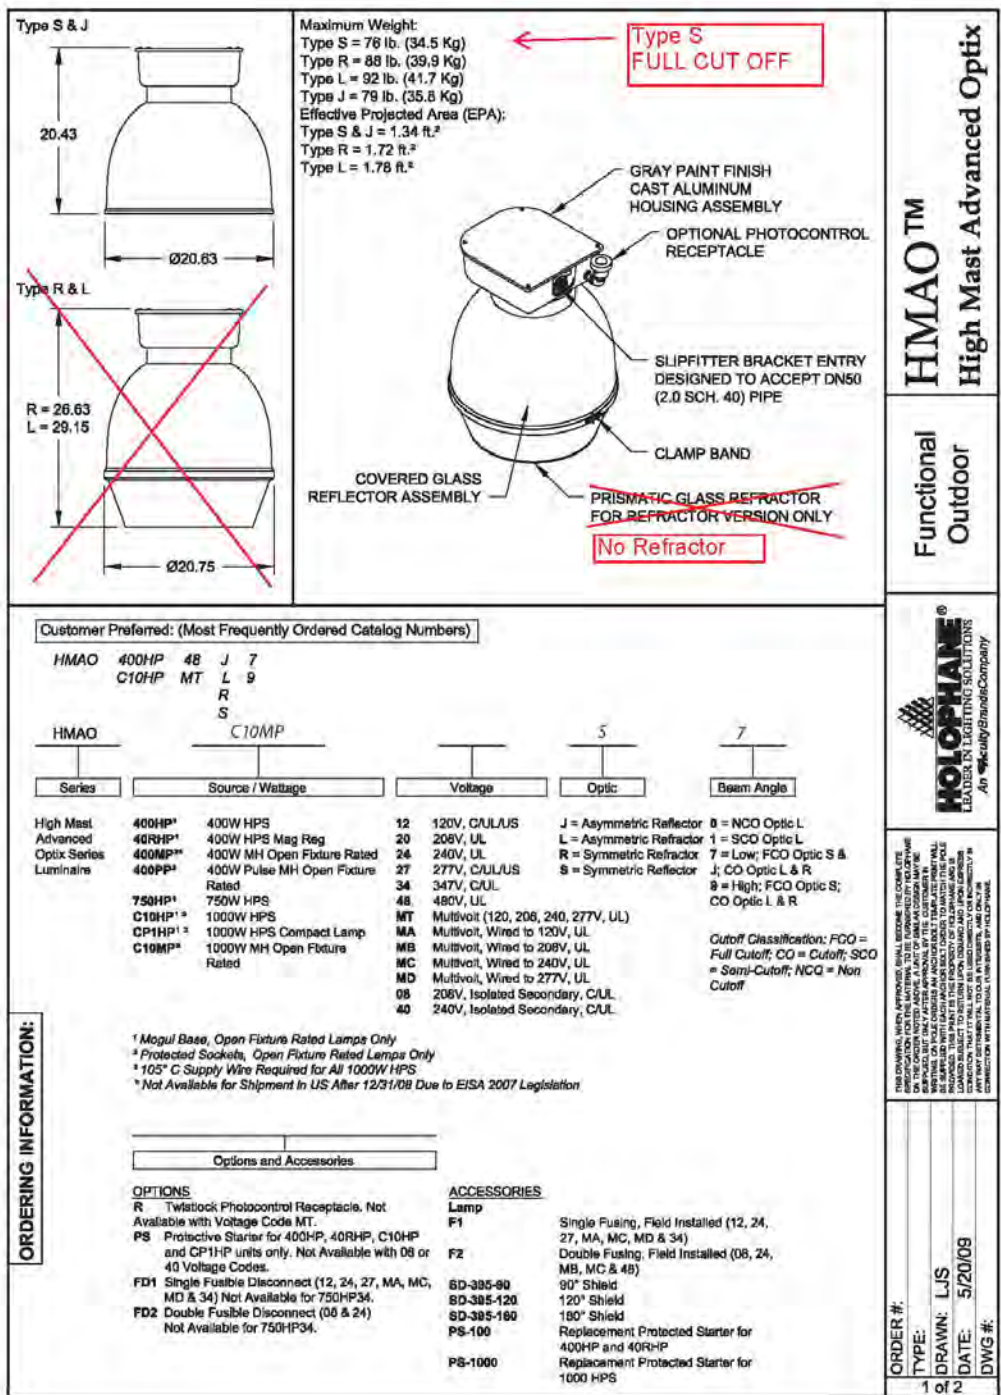 Type S & J
20.43
Ø20.63
Type R & L
R = 26.63
L = 29.15
Ø20.75
Maximum Weight:
Type S = 76 lb. (34.5 Kg)
Type R = 88 lb. (39.9 Kg)
Type L = 92 lb. (41.7 Kg)
Type J = 79 lb. (35.8 Kg)
Effective Projected Area (EPA):
Type S & J = 1.34 ft.²
Type R = 1.72 ft.²
Type L = 1.78 ft.²
Type S
FULL CUT OFF
GRAY PAINT FINISH
CAST ALUMINUM
HOUSING ASSEMBLY
OPTIONAL PHOTOCONTROL
RECEPTACLE
SLIPFITTER BRACKET ENTRY
DESIGNED TO ACCEPT DN50
(2.0 SCH. 40) PIPE
CLAMP BAND
COVERED GLASS
REFLECTOR ASSEMBLY
PRISMATIC GLASS REFRACTOR
FOR REFRACTOR VERSION ONLY
No Refractor
HMAO™
High Mast Advanced Optix
Functional
Outdoor
HOLOPHANE®
LEADER IN LIGHTING SOLUTIONS
An AcuityBrandsCompany
Customer Preferred: (Most Frequently Ordered Catalog Numbers)
HMAO 400HP 48 J 7
C10HP MT L 9
R
S
HMAO C10MP S 7
Series Source / Wattage Voltage Optic Beam Angle
High Mast
Advanced
Optix Series
Luminaire
400HP¹ 400W HPS
40RHP¹ 400W HPS Mag Reg
400MP²* 400W MH Open Fixture Rated
400PP² 400W Pulse MH Open Fixture
Rated
750HP¹ 750W HPS
C10HP¹ ³ 1000W HPS
CP1HP¹ ³ 1000W HPS Compact Lamp
C10MP² 1000W MH Open Fixture
Rated
12 120V, C/UL/US
20 208V, UL
24 240V, UL
27 277V, C/UL/US
34 347V, C/UL
48 480V, UL
MT Multivolt (120, 208, 240, 277V, UL)
MA Multivolt, Wired to 120V, UL
MB Multivolt, Wired to 208V, UL
MC Multivolt, Wired to 240V, UL
MD Multivolt, Wired to 277V, UL
08 208V, Isolated Secondary, C/UL
40 240V, Isolated Secondary, C/UL
J = Asymmetric Reflector
L = Asymmetric Refractor
R = Symmetric Refractor
S = Symmetric Reflector
0 = NCO Optic L
1 = SCO Optic L
7 = Low; FCO Optic S &
J; CO Optic L & R
9 = High; FCO Optic S;
CO Optic L & R
Cutoff Classification: FCO =
Full Cutoff; CO = Cutoff; SCO
= Semi-Cutoff; NCO = Non
Cutoff
¹ Mogul Base, Open Fixture Rated Lamps Only
² Protected Sockets, Open Fixture Rated Lamps Only
³ 105° C Supply Wire Required for All 1000W HPS
* Not Available for Shipment In US After 12/31/08 Due to EISA 2007 Legislation
ORDERING INFORMATION:
Options and Accessories
OPTIONS
R Twistlock Photocontrol Receptacle. Not
Available with Voltage Code MT.
PS Protective Starter for 400HP, 40RHP, C10HP
and CP1HP units only. Not Available with 08 or
40 Voltage Codes.
FD1 Single Fusible Disconnect (12, 24, 27, MA, MC,
MD & 34) Not Available for 750HP34.
FD2 Double Fusible Disconnect (08 & 24)
Not Available for 750HP34.
ACCESSORIES
Lamp
F1 Single Fusing, Field Installed (12, 24,
27, MA, MC, MD & 34)
F2 Double Fusing, Field Installed (08, 24,
MB, MC & 48)
SD-395-90 90° Shield
SD-395-120 120° Shield
SD-395-180 180° Shield
PS-100 Replacement Protected Starter for
400HP and 40RHP
PS-1000 Replacement Protected Starter for
1000 HPS
ORDER #:
TYPE:
DRAWN: LJS
DATE: 5/20/09
DWG #:
1 of 2